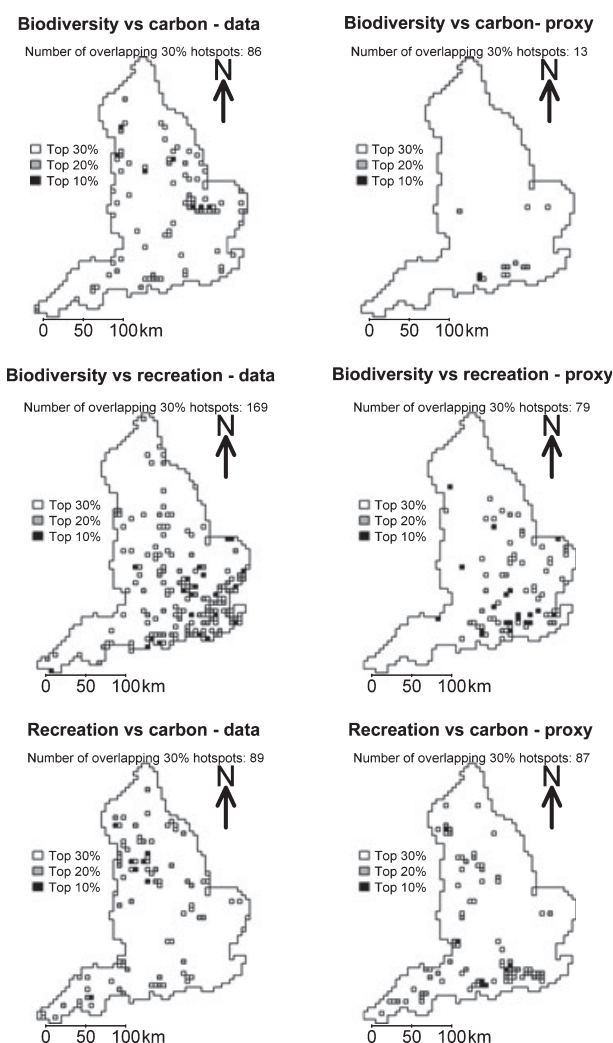 Biodiversity vs carbon - data
Number of overlapping 30% hotspots: 86
N
Top 30%
Top 20%
Top 10%
0 50 100km
Biodiversity vs carbon- proxy
Number of overlapping 30% hotspots: 13
N
Top 30%
Top 20%
Top 10%
0 50 100km
Biodiversity vs recreation - data
Number of overlapping 30% hotspots: 169
N
Top 30%
Top 20%
Top 10%
0 50 100km
Biodiversity vs recreation - proxy
Number of overlapping 30% hotspots: 79
N
Top 30%
Top 20%
Top 10%
0 50 100km
Recreation vs carbon - data
Number of overlapping 30% hotspots: 89
N
Top 30%
Top 20%
Top 10%
0 50 100km
Recreation vs carbon - proxy
Number of overlapping 30% hotspots: 87
N
Top 30%
Top 20%
Top 10%
0 50 100km